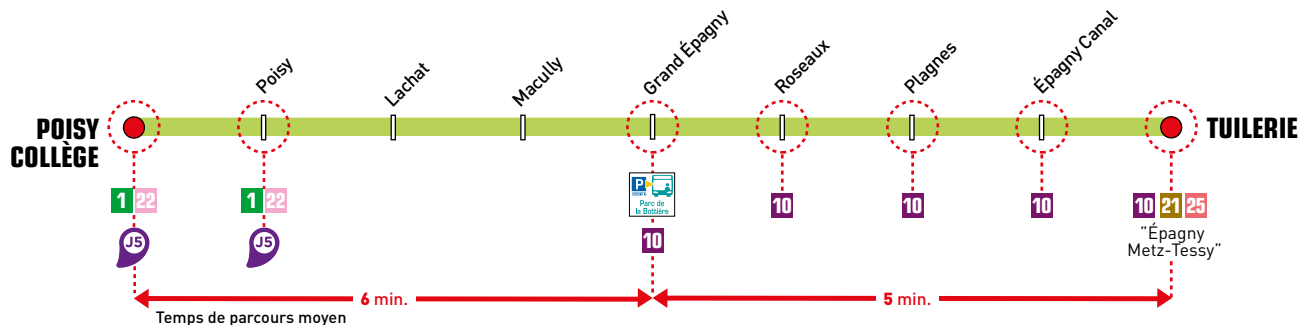 Poisy
Lachat
Macully
Grand Épagny
Roseaux
Plagnes
Épagny Canal
POISY
COLLÈGE
TUILERIE
1 22
J5
1 22
J5
P
Parc de
la Bottière
10
10
10
10
10 21 25
"Épagny
Metz-Tessy"
6 min.
5 min.
Temps de parcours moyen